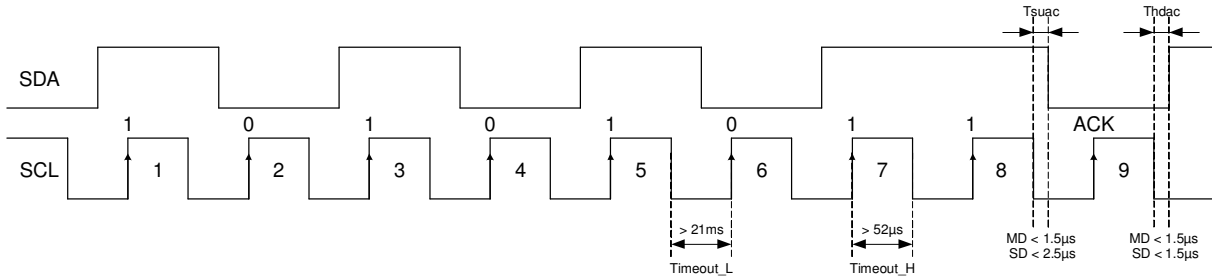 Tsuac Thdac
SDA
1 0 1 0 1 0 1 1 ACK
SCL 1 2 3 4 5 6 7 8 9
> 21ms > 52µs MD < 1.5µs MD < 1.5µs
SD < 2.5µs SD < 1.5µs
Timeout_L Timeout_H